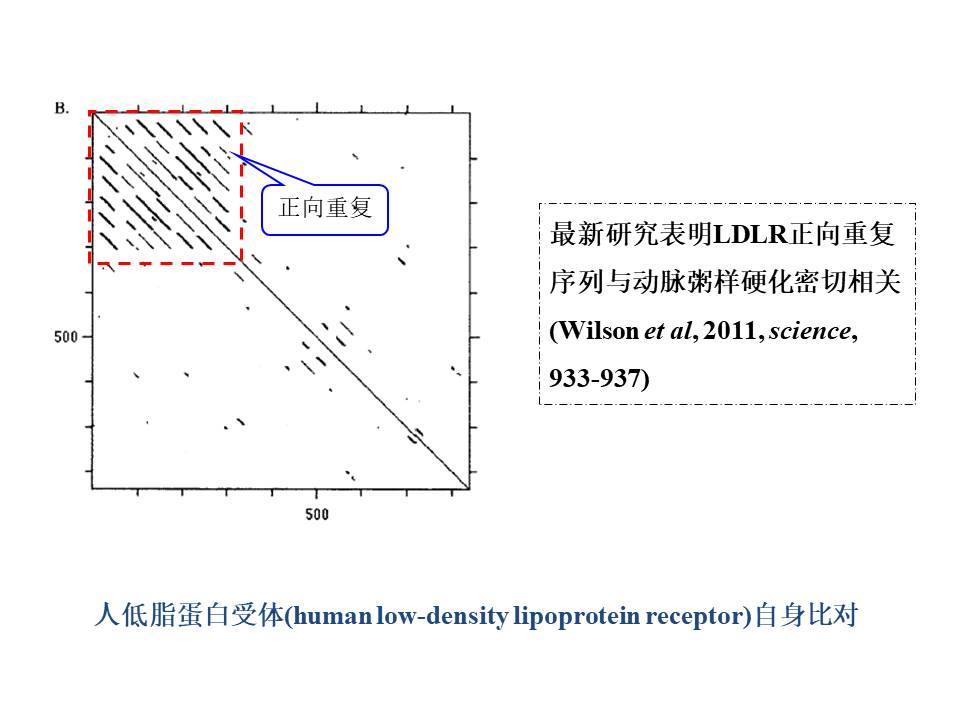 B.
正向重复
500
500
最新研究表明LDLR正向重复
序列与动脉粥样硬化密切相关
(Wilson et al, 2011, science,
933-937)
人低脂蛋白受体(human low-density lipoprotein receptor)自身比对